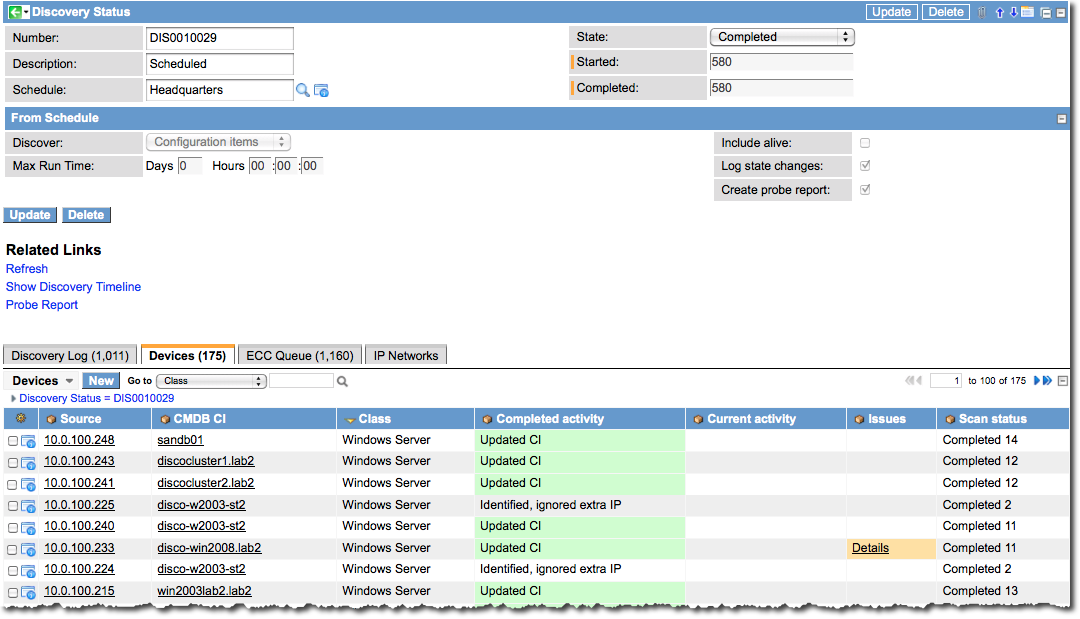 Discovery Status Update Delete
Number: DIS0010029 State: Completed
Description: Scheduled Started: 580
Schedule: Headquarters Completed: 580
From Schedule
Discover: Configuration items Include alive:
Max Run Time: Days 0 Hours 00 : 00 : 00 Log state changes:
Create probe report:
Update Delete
Related Links
Refresh
Show Discovery Timeline
Probe Report
Discovery Log (1,011) Devices (175) ECC Queue (1,160) IP Networks
Devices New Go to Class 1 to 100 of 175
Discovery Status = DIS0010029
Source CMDB CI Class Completed activity Current activity Issues Scan status
10.0.100.248 sandb01 Windows Server Updated CI Completed 14
10.0.100.243 discocluster1.lab2 Windows Server Updated CI Completed 12
10.0.100.241 discocluster2.lab2 Windows Server Updated CI Completed 12
10.0.100.225 disco-w2003-st2 Windows Server Identified, ignored extra IP Completed 2
10.0.100.240 disco-w2003-st2 Windows Server Updated CI Completed 11
10.0.100.233 disco-win2008.lab2 Windows Server Updated CI Details Completed 11
10.0.100.224 disco-w2003-st2 Windows Server Identified, ignored extra IP Completed 2
10.0.100.215 win2003lab2.lab2 Windows Server Updated CI Completed 13